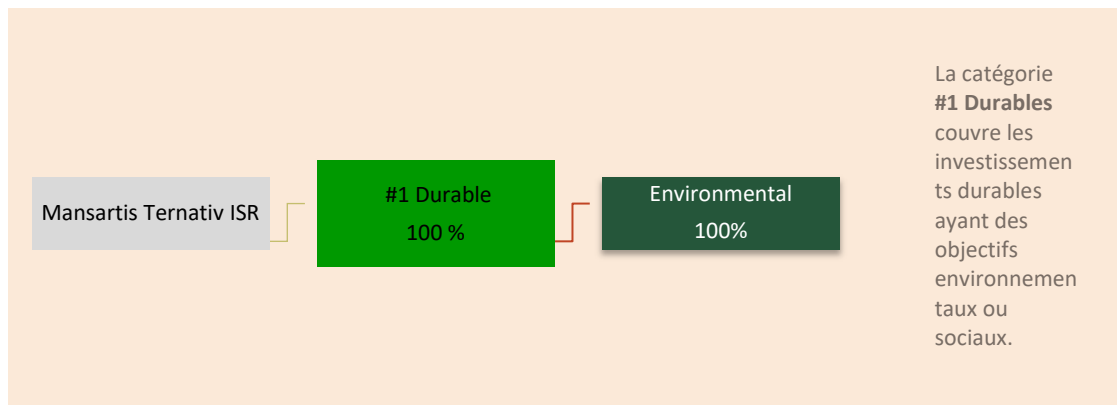 Mansartis Ternativ ISR
#1 Durable
100 %
Environmental
100%
La catégorie
#1 Durables
couvre les
investissemen
ts durables
ayant des
objectifs
environnemen
taux ou
sociaux.